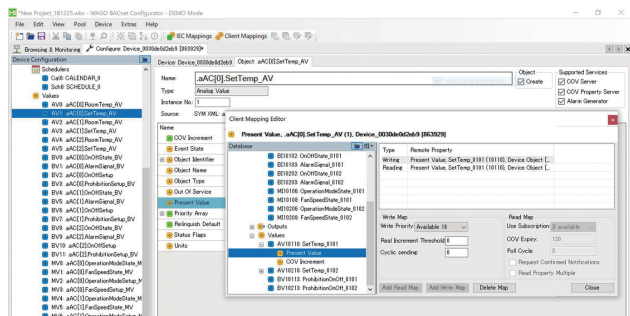 *New Project_181225.wbc - WAGO BACnet Configurator - DEMO Mode
File Edit View Pool Device Extras Help
IEC Mappings Client Mappings
Browsing & Monitoring Configure: Device_0030de0d2eb9 [863929]*
Device Configuration
Schedulers
Cal0: CALENDAR_0
Sch0: SCHEDULE_0
Values
AV0: aAC[0].RoomTemp_AV
AV1: aAC[0].SetTemp_AV
AV2: aAC[1].RoomTemp_AV
AV3: aAC[1].SetTemp_AV
AV4: aAC[2].RoomTemp_AV
AV5: aAC[2].SetTemp_AV
BV0: aAC[0].OnOffState_BV
BV1: aAC[0].AlarmSignal_BV
BV2: aAC[0].OnOffSetup
BV3: aAC[0].ProhibitionSetup_BV
BV4: aAC[1].OnOffState_BV
BV5: aAC[1].AlarmSignal_BV
BV6: aAC[1].OnOffSetup
BV7: aAC[1].ProhibitionSetup_BV
BV8: aAC[2].OnOffState_BV
BV9: aAC[2].AlarmSignal_BV
BV10: aAC[2].OnOffSetup
BV11: aAC[2].ProhibitionSetup_BV
MV0: aAC[0].OperationModeState_M
MV1: aAC[0].FanSpeedState_MV
MV2: aAC[0].OperationModeSetup_M
MV3: aAC[0].FanSpeedSetup_MV
MV4: aAC[1].OperationModeState_M
MV5: aAC[1].FanSpeedState_MV
Device: Device_0030de0d2eb9 Object: aAC[0].SetTemp_AV
Name: .aAC[0].SetTemp_AV
Type Analog Value
Instance No.: 1
Source SYM XML: a
Object
Create
Supported Services
COV Server
COV Property Server
Alarm Generator
Name
COV Increment
Event State
Object Identifier
Object Name
Object Type
Out Of Service
Present Value
Priority Array
Relinquish Default
Status Flags
Units
Client Mapping Editor
Present Value, .aAC[0].SetTemp_AV (1), Device_0030de0d2eb9 [863929]
Database
BI10102: OnOffState_0101
BI10103: AlarmSignal_0101
BI10202: OnOffState_0102
BI10203: AlarmSignal_0102
MI10106: OperationModeState_0101
MI10108: FanSpeedState_0101
MI10206: OperationModeState_0102
MI10208: FanSpeedState_0102
Outputs
Values
AV10110: SetTemp_0101
Present Value
COV Increment
AV10210: SetTemp_0102
BV10113: ProhibitionOnOff_0101
BV10213: ProhibitionOnOff_0102
Type Remote Property
Writing Present Value, SetTemp_0101 (10110), Device Object [...
Reading Present Value, SetTemp_0101 (10110), Device Object [...
Write Map
Write Priority Available 16
Real Increment Threshold 0
Cyclic sending: 0
Read Map
Use Subscription If available
COV Expiry: 120
Poll Cycle: 3
Request Confirmed Notifications
Read Property Multiple
Add Read Map Add Write Map Delete Map Close